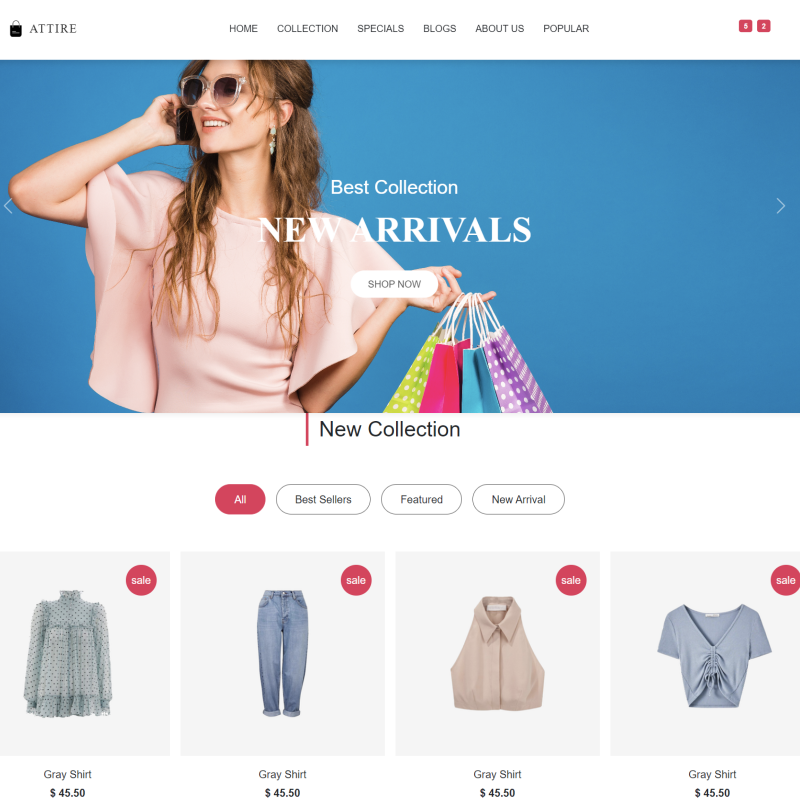 ATTIRE
HOME COLLECTION SPECIALS BLOGS ABOUT US POPULAR
5 2
Best Collection
NEW ARRIVALS
SHOP NOW
New Collection
All Best Sellers Featured New Arrival
sale sale sale sale
Gray Shirt Gray Shirt Gray Shirt Gray Shirt
$ 45.50 $ 45.50 $ 45.50 $ 45.50